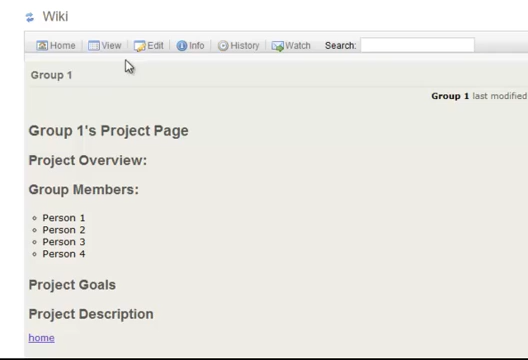 Wiki
Home View Edit Info History Watch Search:
Group 1
Group 1 last modified
Group 1's Project Page
Project Overview:
Group Members:
Person 1
Person 2
Person 3
Person 4
Project Goals
Project Description
home